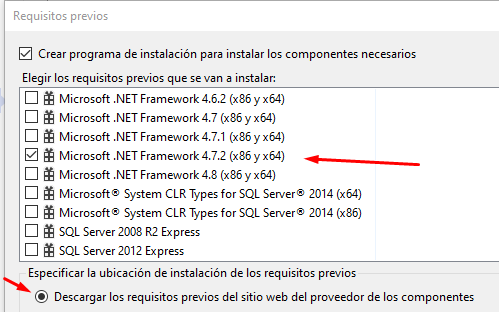 Requisitos previos
Crear programa de instalación para instalar los componentes necesarios
Elegir los requisitos previos que se van a instalar:
Microsoft .NET Framework 4.6.2 (x86 y x64)
Microsoft .NET Framework 4.7 (x86 y x64)
Microsoft .NET Framework 4.7.1 (x86 y x64)
Microsoft .NET Framework 4.7.2 (x86 y x64)
Microsoft .NET Framework 4.8 (x86 y x64)
Microsoft® System CLR Types for SQL Server® 2014 (x64)
Microsoft® System CLR Types for SQL Server® 2014 (x86)
SQL Server 2008 R2 Express
SQL Server 2012 Express
Especificar la ubicación de instalación de los requisitos previos
Descargar los requisitos previos del sitio web del proveedor de los componentes